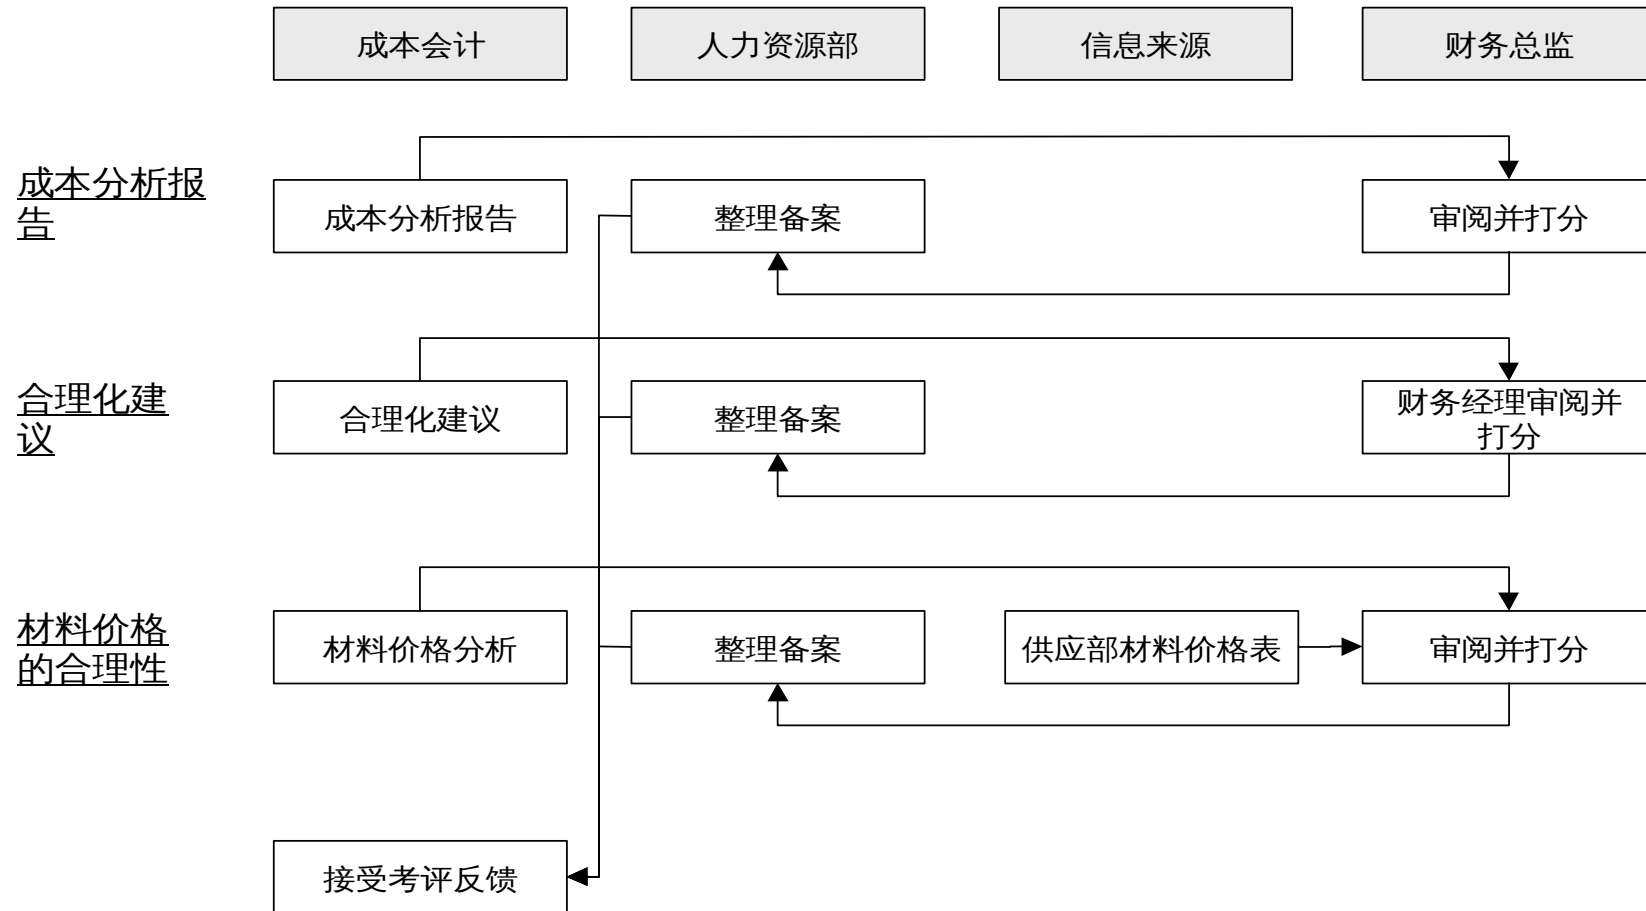 成本会计
人力资源部
信息来源
财务总监
成本分析报
告
成本分析报告
整理备案
审阅并打分
合理化建
议
合理化建议
整理备案
财务经理审阅并
打分
材料价格
的合理性
材料价格分析
整理备案
供应部材料价格表
审阅并打分
接受考评反馈